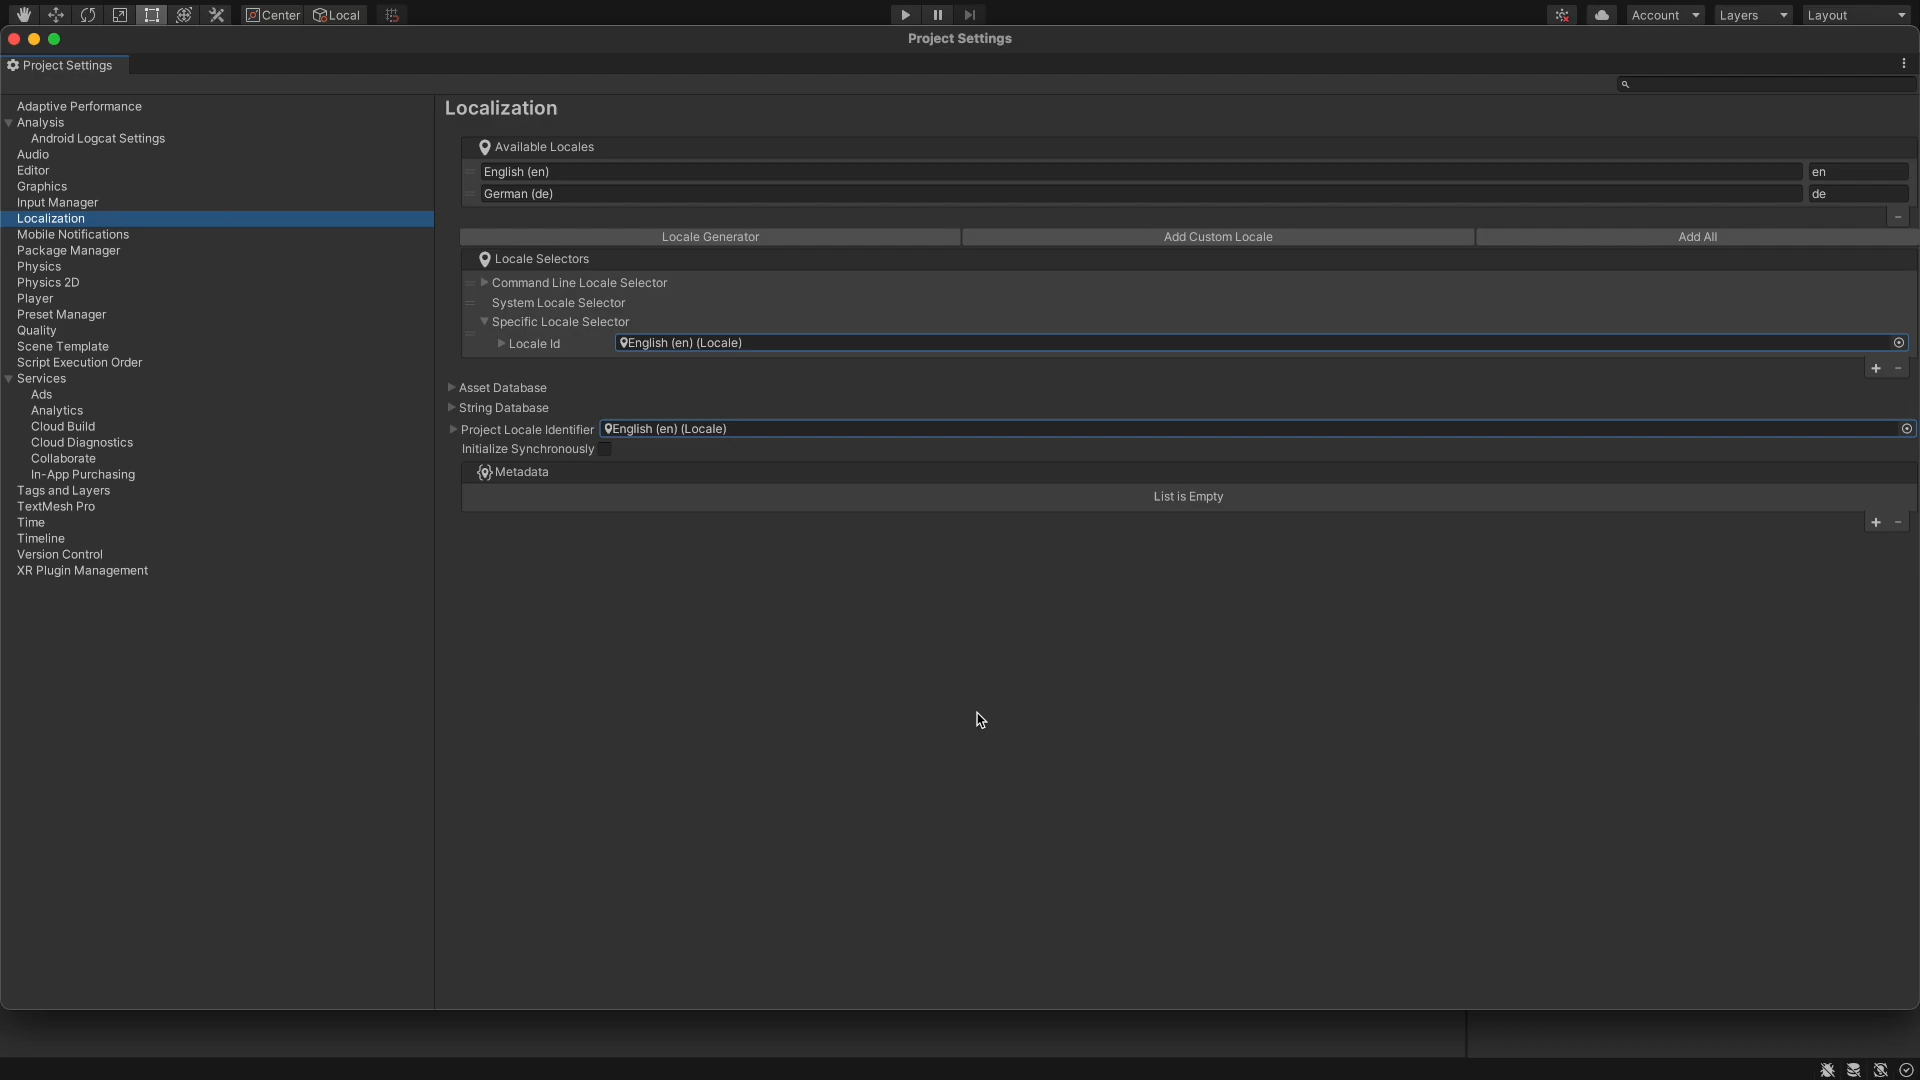 Center Local Account Layers Layout
Project Settings
Project Settings
Adaptive Performance
Analysis
Android Logcat Settings
Audio
Editor
Graphics
Input Manager
Localization
Mobile Notifications
Package Manager
Physics
Physics 2D
Player
Preset Manager
Quality
Scene Template
Script Execution Order
Services
Ads
Analytics
Cloud Build
Cloud Diagnostics
Collaborate
In-App Purchasing
Tags and Layers
TextMesh Pro
Time
Timeline
Version Control
XR Plugin Management
Localization
Available Locales
English (en) en
German (de) de
Locale Generator Add Custom Locale Add All
Locale Selectors
Command Line Locale Selector
System Locale Selector
Specific Locale Selector
Locale Id English (en) (Locale)
Asset Database
String Database
Project Locale Identifier English (en) (Locale)
Initialize Synchronously
Metadata
List is Empty